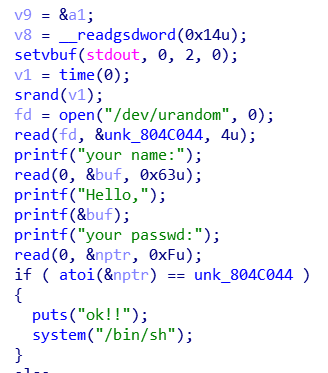 v9 = &a1;
v8 = __readgsdword(0x14u);
setvbuf(stdout, 0, 2, 0);
v1 = time(0);
srand(v1);
fd = open("/dev/urandom", 0);
read(fd, &unk_804C044, 4u);
printf("your name:");
read(0, &buf, 0x63u);
printf("Hello,");
printf(&buf);
printf("your passwd:");
read(0, &nptr, 0xFu);
if ( atoi(&nptr) == unk_804C044 )
{
  puts("ok!!");
  system("/bin/sh");
}
else